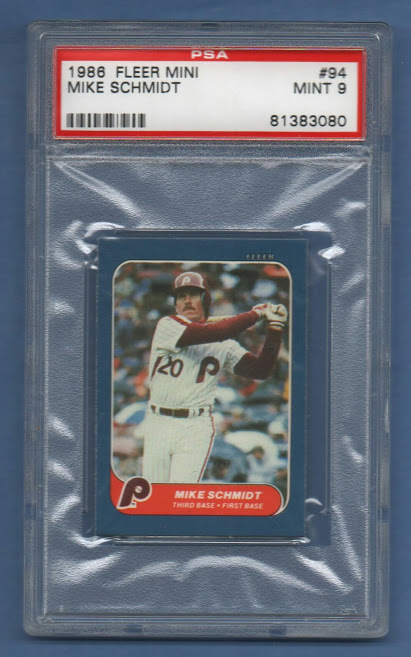 PSA
1986 FLEER MINI #94
MIKE SCHMIDT MINT 9
81383080
FLEER
20 P
P
MIKE SCHMIDT
THIRD BASE • FIRST BASE